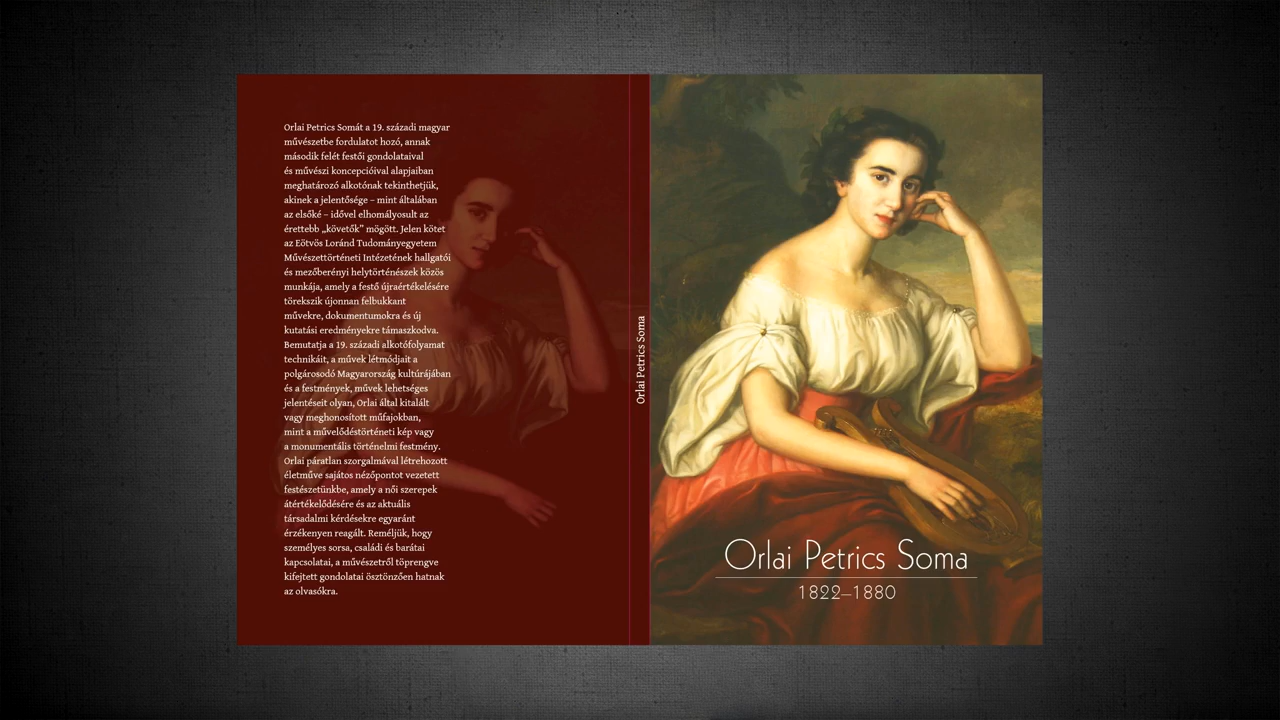 Orlai Petrics Somát a 19. századi magyar
művészetbe fordulatot hozó, annak
második felét festői gondolataival
és művészi koncepcióival alapjaiban
meghatározó alkotónak tekinthetjük,
akinek a jelentősége – mint általában
az elsőké – idővel elhomályosult az
érettebb „követők” mögött. Jelen kötet
az Eötvös Loránd Tudományegyetem
Művészettörténeti Intézetének hallgatói
és mezőberényi helytörténészek közös
munkája, amely a festő újraértékelésére
törekszik újonnan felbukkant
művekre, dokumentumokra és új
kutatási eredményekre támaszkodva.
Bemutatja a 19. századi alkotófolyamat
technikáit, a művek létmódjait a
polgárosodó Magyarország kultúrájában
és a festmények, művek lehetséges
jelentéseit olyan, Orlai által kitalált
vagy meghonosított műfajokban,
mint a művelődéstörténeti kép vagy
a monumentális történelmi festmény.
Orlai páratlan szorgalmával létrehozott
életműve sajátos nézőpontot vezetett
festészetünkbe, amely a női szerepek
átértékelődésére és az aktuális
társadalmi kérdésekre egyaránt
érzékenyen reagált. Reméljük, hogy
személyes sorsa, családi és barátai
kapcsolatai, a művészetről töprengve
kifejtett gondolatai ösztönzően hatnak
az olvasókra.
Orlai Petrics Soma
Orlai Petrics Soma
1822–1880